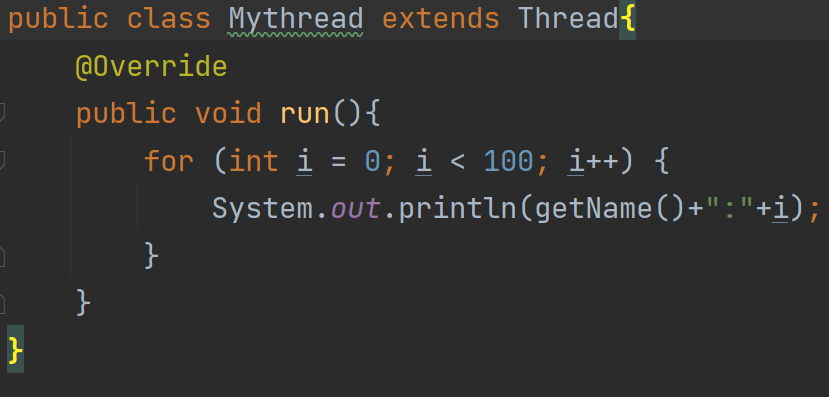 public class Mythread extends Thread{
    @Override
    public void run(){
        for (int i = 0; i < 100; i++) {
            System.out.println(getName()+":"+i);
        }
    }
}